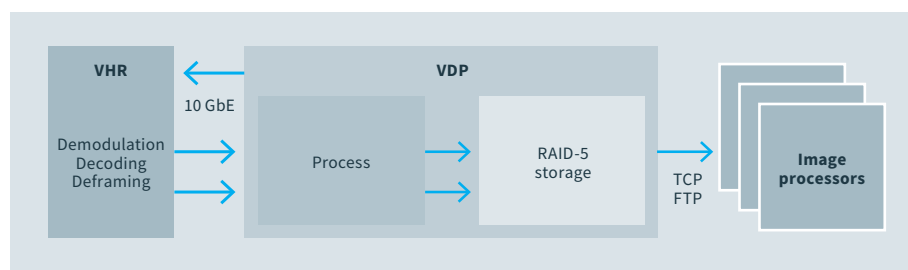 VHR
VDP
10 GbE
Demodulation
Decoding
Deframing
Process
RAID-5
storage
TCP
FTP
Image
processors